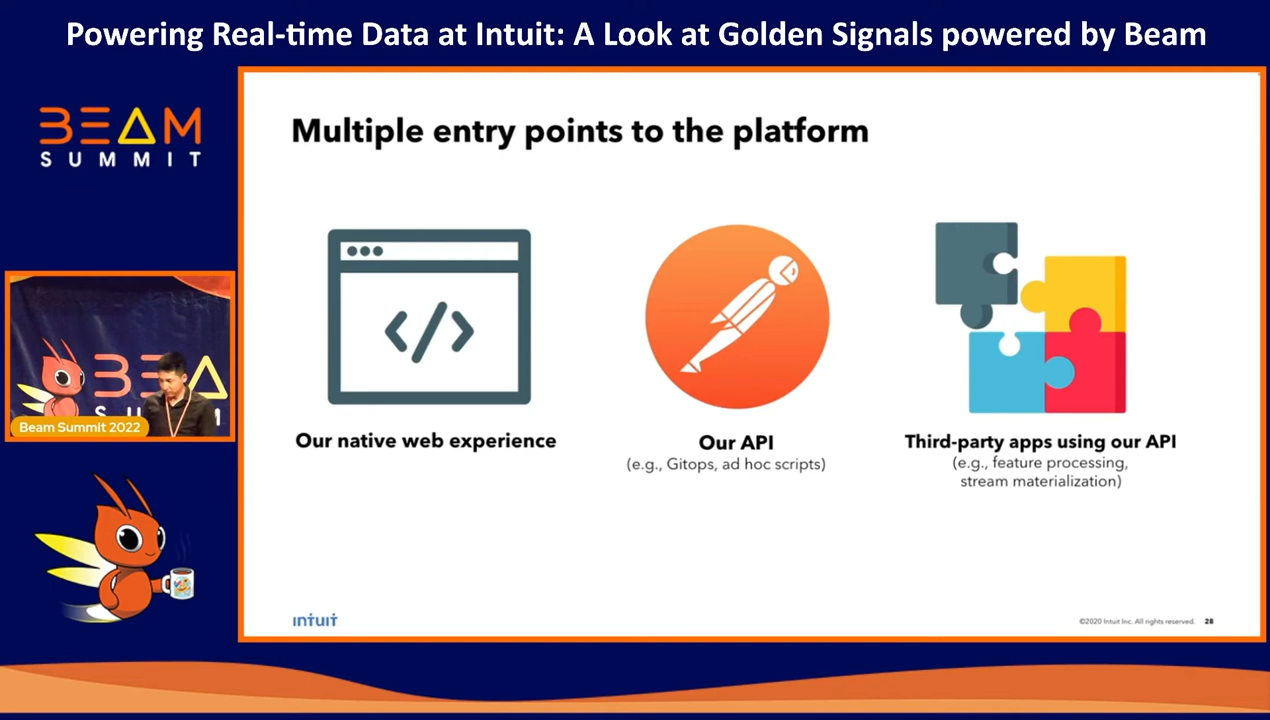 Powering Real-time Data at Intuit: A Look at Golden Signals powered by Beam
BEAM
SUMMIT
Multiple entry points to the platform
Our native web experience
Our API
(e.g., Gitops, ad hoc scripts)
Third-party apps using our API
(e.g., feature processing,
stream materialization)
Beam Summit 2022
INTUIT
©2020 Intuit Inc. All rights reserved.
28